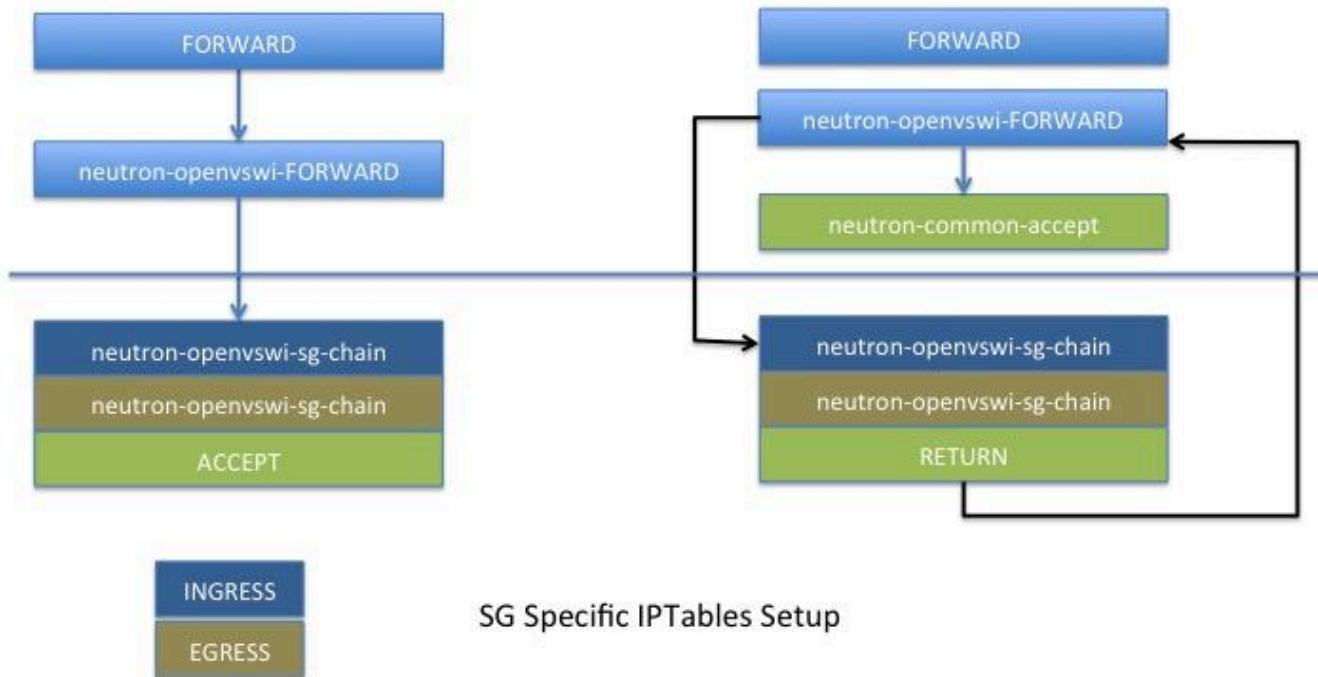 FORWARD
neutron-openvswi-FORWARD
neutron-openvswi-sg-chain
neutron-openvswi-sg-chain
ACCEPT
FORWARD
neutron-openvswi-FORWARD
neutron-common-accept
neutron-openvswi-sg-chain
neutron-openvswi-sg-chain
RETURN
INGRESS
EGRESS
SG Specific IPTables Setup